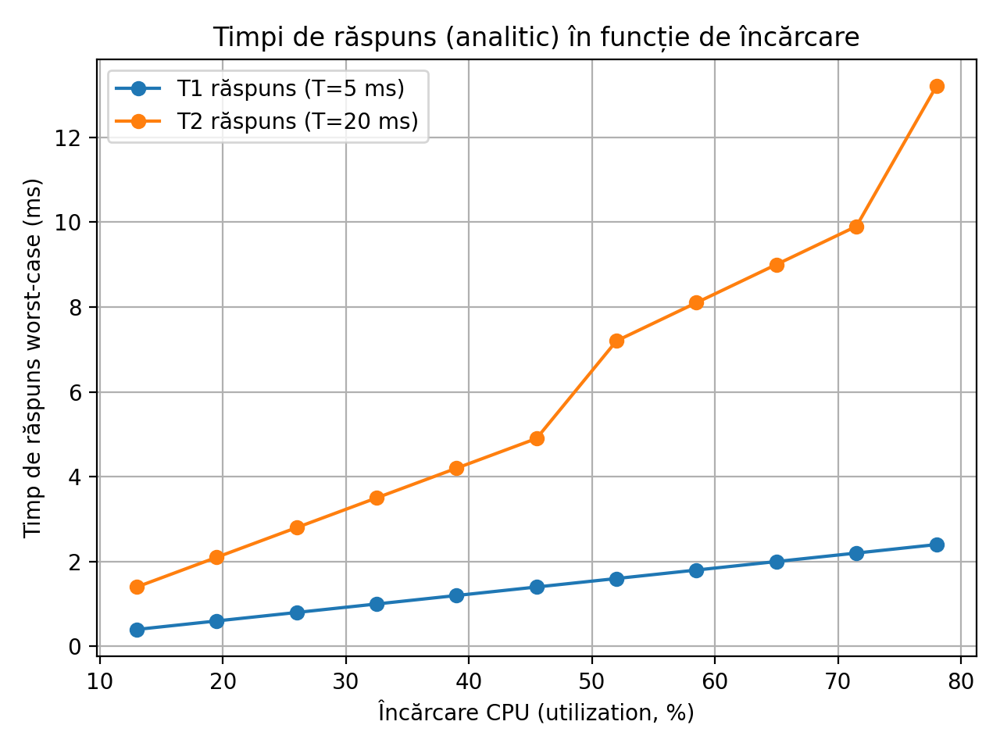 Timpi de răspuns (analitic) în funcție de încărcare
T1 răspuns (T=5 ms)
T2 răspuns (T=20 ms)
Timp de răspuns worst-case (ms)
12
10
8
6
4
2
0
10 20 30 40 50 60 70 80
Încărcare CPU (utilization, %)